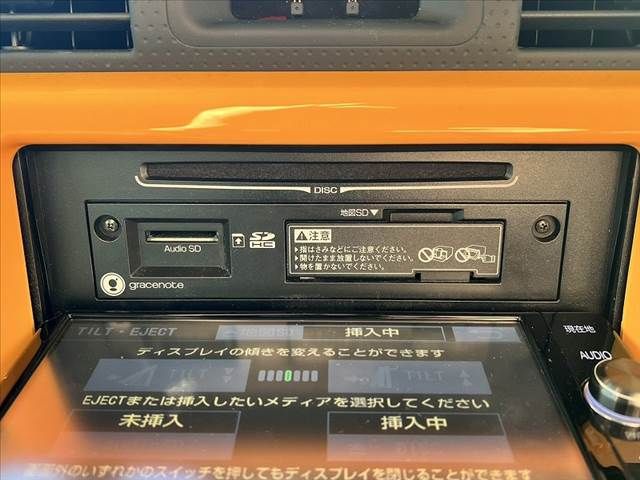 DISC
地図SD▼
Audio SD
SD
HC
注意
▸指はさみなどにご注意ください。
▸開けたまま放置しないでください。
▸物を置かないでください。
gracenote
TILT・EJECT
地図SD
挿入中
現在地
ディスプレイの傾きを変えることができます
AUDIO
TILT
TILT
EJECTまたは挿入したいメディアを選択してください
未挿入
挿入中
のいずれかのスイッチを押してもディスプレイを閉じることができます